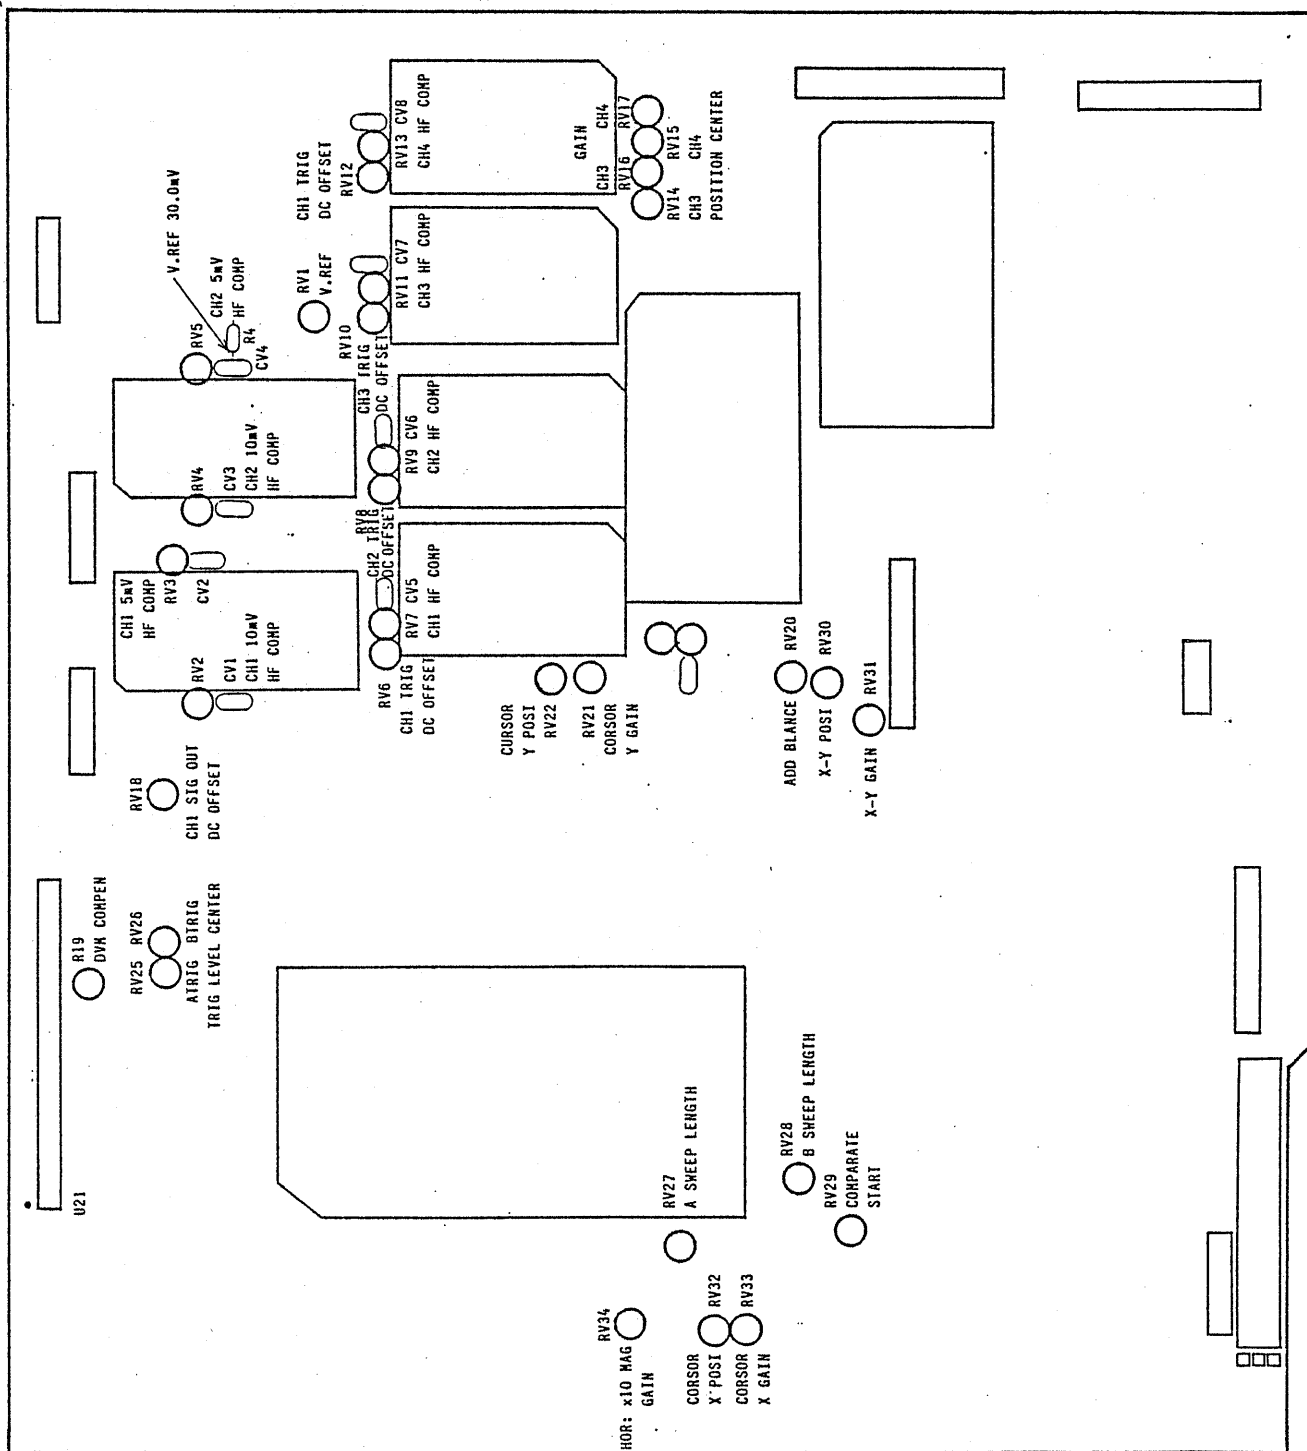 V.REF 30.0mV
RV5
CH2 5mV
HF COMP
R4
CV4
RV4
CV3
CH2 10mV
HF COMP
CH1 5mV
HF COMP
RV3
CV2
RV2
CV1
CH1 10mV
HF COMP
CH1 TRIG
DC OFFSET
RV12
RV13 CV8
CH4 HF COMP
RV1
V.REF
RV10
RV11 CV7
CH3 HF COMP
CH3 TRIG
DC OFFSET
RV9 CV6
CH2 HF COMP
RV8
CH2 TRIG
DC OFFSET
RV7 CV5
CH1 HF COMP
RV6
CH1 TRIG
DC OFFSET
GAIN
CH3 CH4
RV16 RV17
RV14 RV15
CH3 CH4
POSITION CENTER
CURSOR
Y POSI
RV22
RV21
CORSOR
Y GAIN
ADD BLANCE
RV20
X-Y POSI
RV30
X-Y GAIN
RV31
RV18
CH1 SIG OUT
DC OFFSET
R19
DVM COMPEN
RV25 RV26
ATRIG BTRIG
TRIG LEVEL CENTER
U21
RV27
A SWEEP LENGTH
RV28
B SWEEP LENGTH
RV29
COMPARATE
START
RV34
HOR: x10 MAG
GAIN
CORSOR
X POSI
RV32
CORSOR
X GAIN
RV33